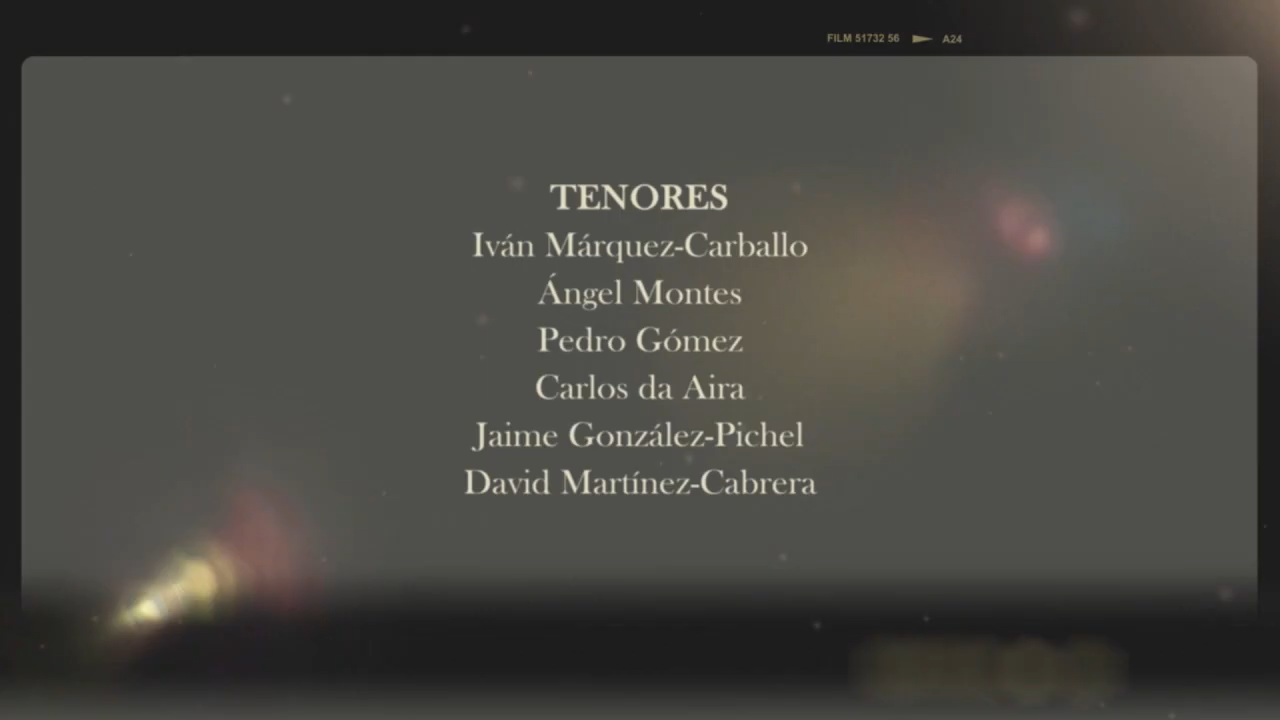 FILM 51732 56 A24
TENORES
Iván Márquez-Carballo
Ángel Montes
Pedro Gómez
Carlos da Aira
Jaime González-Pichel
David Martínez-Cabrera